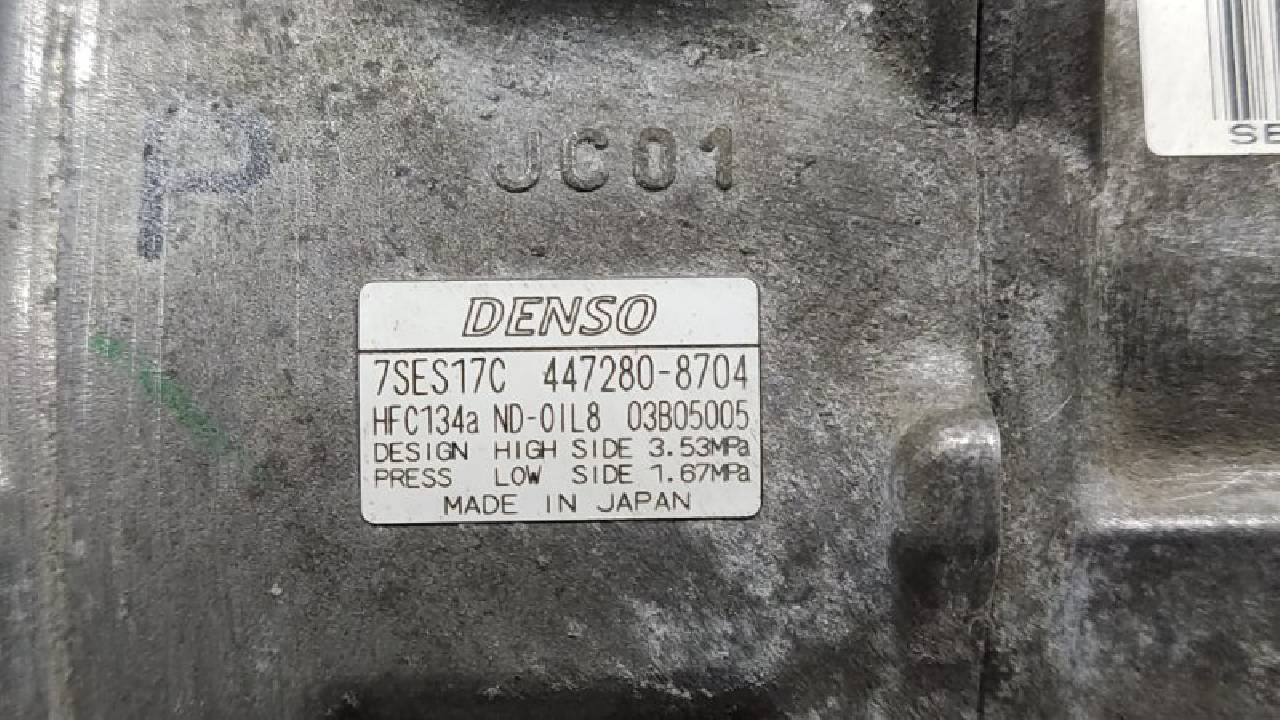 P
JC01
SE
DENSO
7SES17C 447280-8704
HFC134a ND-OIL8 03B05005
DESIGN HIGH SIDE 3.53MPa
PRESS LOW SIDE 1.67MPa
MADE IN JAPAN